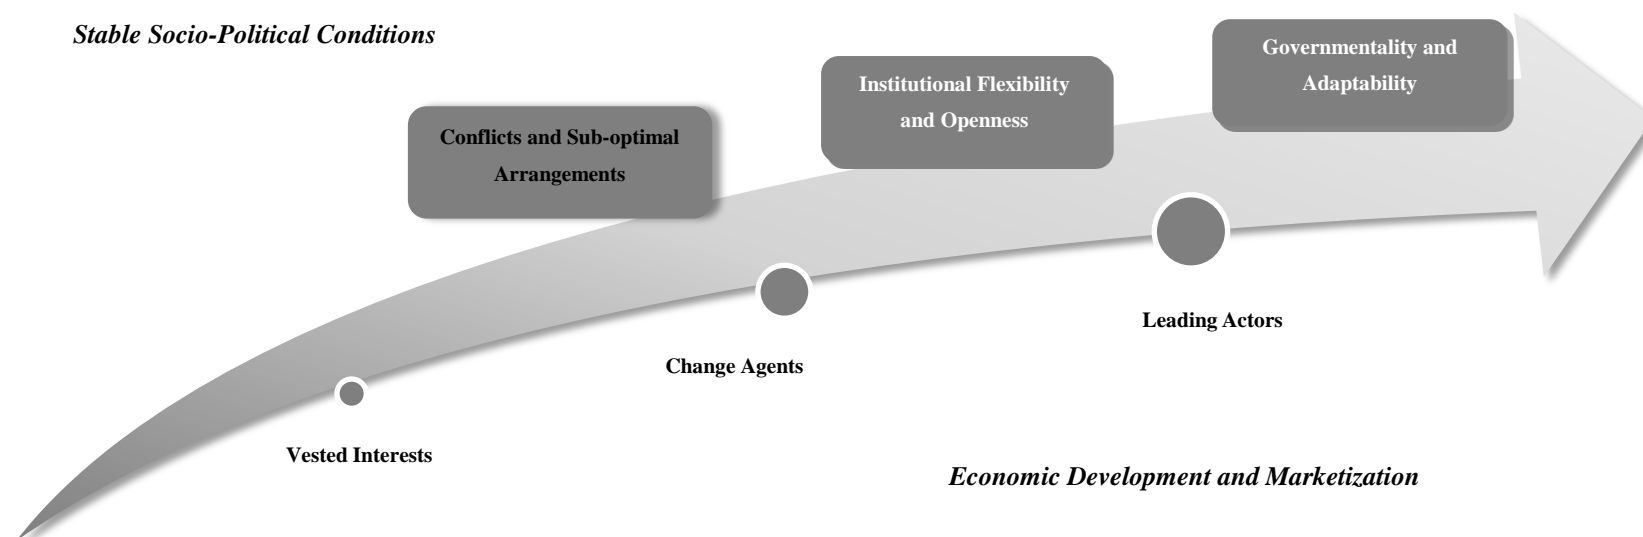 Stable Socio-Political Conditions
Governmentality and
Adaptability
Institutional Flexibility
and Openness
Conflicts and Sub-optimal
Arrangements
Leading Actors
Change Agents
Vested Interests
Economic Development and Marketization